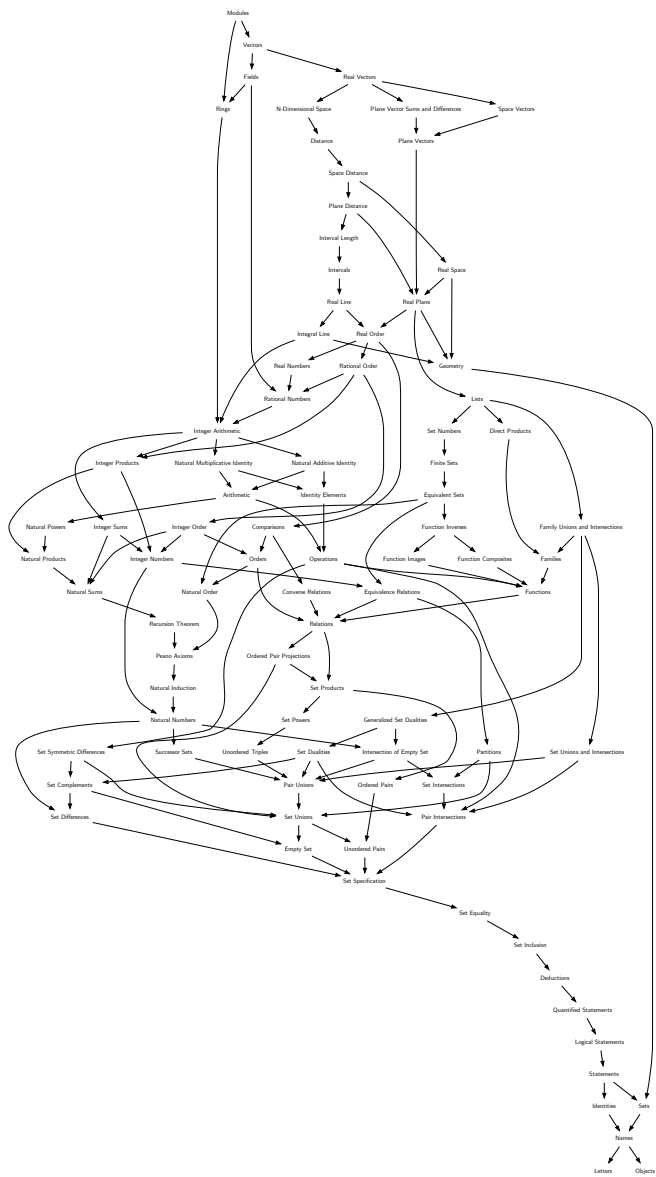 Modules
Vectors
Fields
Real Vectors
Rings
N-Dimensional Space
Plane Vector Sums and Differences
Space Vectors
Distance
Plane Vectors
Space Distance
Plane Distance
Interval Length
Intervals
Real Space
Real Line
Real Plane
Integral Line
Real Order
Real Numbers
Rational Order
Geometry
Rational Numbers
Lists
Integer Arithmetic
Set Numbers
Direct Products
Integer Products
Natural Multiplicative Identity
Natural Additive Identity
Finite Sets
Arithmetic
Identity Elements
Equivalent Sets
Natural Powers
Integer Sums
Integer Order
Comparisons
Function Inverses
Family Unions and Intersections
Natural Products
Integer Numbers
Orders
Operations
Function Images
Function Composites
Families
Natural Sums
Natural Order
Converse Relations
Equivalence Relations
Functions
Recursion Theorem
Relations
Peano Axioms
Ordered Pair Projections
Natural Induction
Set Products
Natural Numbers
Set Powers
Generalized Set Dualities
Set Symmetric Differences
Successor Sets
Unordered Triples
Set Dualities
Intersection of Empty Set
Partitions
Set Unions and Intersections
Set Complements
Pair Unions
Ordered Pairs
Set Intersections
Set Differences
Set Unions
Pair Intersections
Empty Set
Unordered Pairs
Set Specification
Set Equality
Set Inclusion
Deductions
Quantified Statements
Logical Statements
Statements
Identities
Sets
Names
Letters
Objects